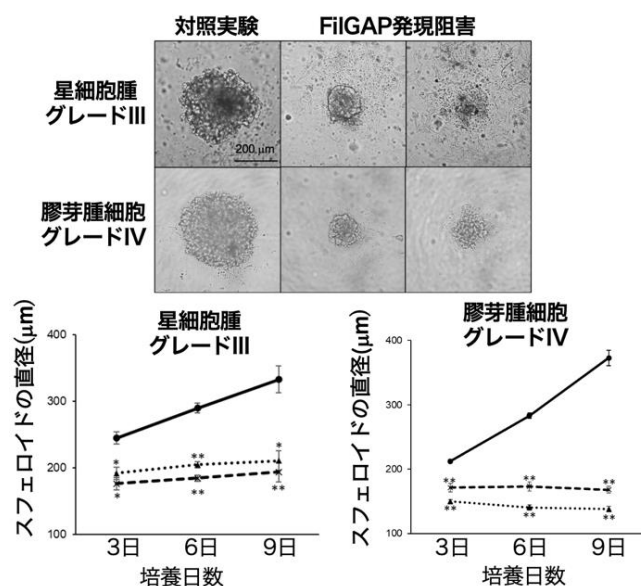 対照実験
FilGAP発現阻害
星細胞腫
グレードIII
200 μm
膠芽腫細胞
グレードIV
星細胞腫
グレードIII
スフェロイドの直径(μm)
400
300
200
100
*
**
*
*
**
**
3日
6日
9日
培養日数
膠芽腫細胞
グレードIV
スフェロイドの直径(μm)
400
300
200
100
**
**
**
**
**
**
3日
6日
9日
培養日数